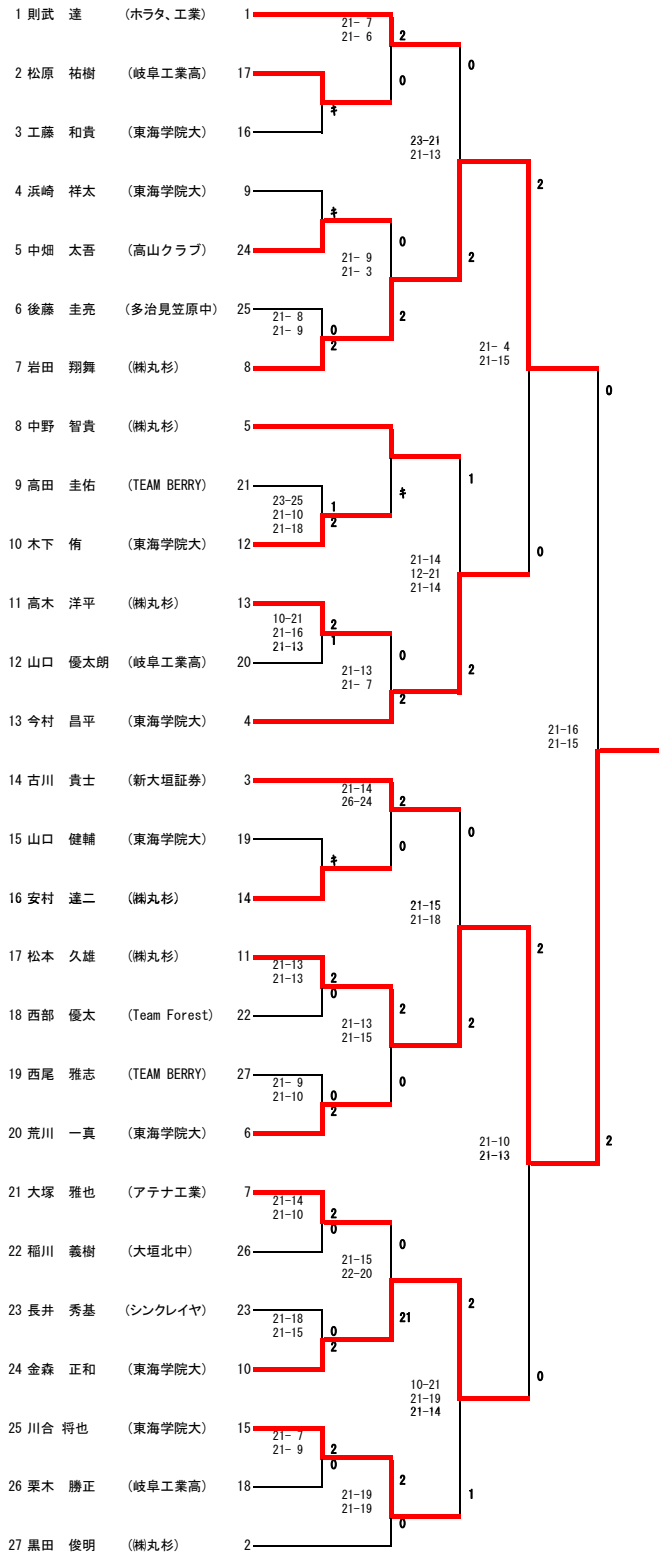 1 則武 達 (ホラタ、工業) 1
21- 7 2
21- 6
0
2 松原 祐樹 (岐阜工業高) 17
0
キ
3 工藤 和貴 (東海学院大) 16
23-21
21-13
4 浜崎 祥太 (東海学院大) 9
2
キ
5 中畑 太吾 (高山クラブ) 24
0
21- 9
21- 3
2
6 後藤 圭亮 (多治見笠原中) 25
21- 8
21- 9 0
2
2
21- 4
21-15
7 岩田 翔舞 (㈱丸杉) 8
0
8 中野 智貴 (㈱丸杉) 5
1
9 高田 圭佑 (TEAM BERRY) 21
キ
23-25
21-10 1
21-18 2
10 木下 侑 (東海学院大) 12
0
21-14
12-21
21-14
11 高木 洋平 (㈱丸杉) 13
10-21
21-16 2
21-13 1
12 山口 優太朗 (岐阜工業高) 20
0
21-13
21- 7
2
2
13 今村 昌平 (東海学院大) 4
21-16
21-15
14 古川 貴士 (新大垣証券) 3
21-14
26-24 2
0
15 山口 健輔 (東海学院大) 19
0
キ
16 安村 達二 (㈱丸杉) 14
21-15
21-18
2
17 松本 久雄 (㈱丸杉) 11
21-13
21-13 2
0
18 西部 優太 (Team Forest) 22
2
21-13
21-15
2
19 西尾 雅志 (TEAM BERRY) 27
21- 9
21-10 0
2
0
20 荒川 一真 (東海学院大) 6
21-10
21-13
2
21 大塚 雅也 (アテナ工業) 7
21-14
21-10 2
0
22 稲川 義樹 (大垣北中) 26
0
21-15
22-20
2
23 長井 秀基 (シンクレイヤ) 23
21-18
21-15 0
2
21
24 金森 正和 (東海学院大) 10
0
10-21
21-19
21-14
25 川合 将也 (東海学院大) 15
21- 7
21- 9 2
0
26 栗木 勝正 (岐阜工業高) 18
2
21-19
21-19
1
0
27 黒田 俊明 (㈱丸杉) 2